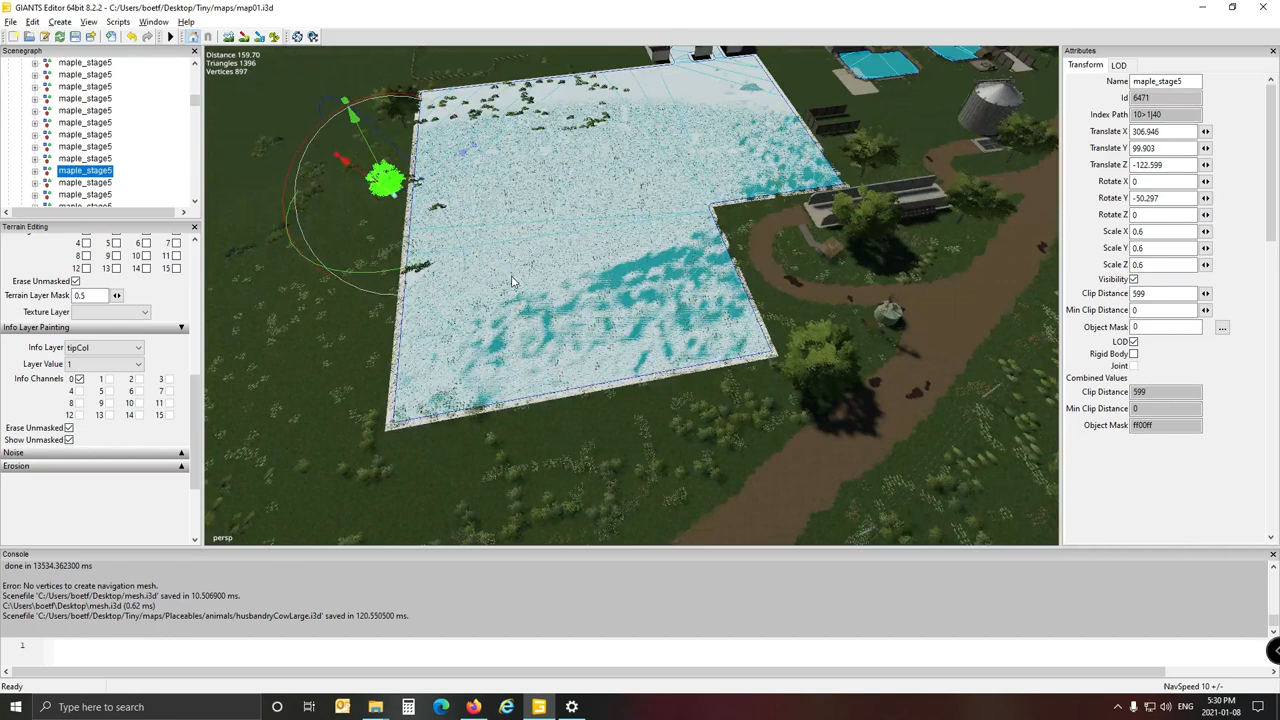 GIANTS Editor 64bit 8.2.2 - C:/Users/boetf/Desktop/Tiny/maps/map01.i3d
File Edit Create View Scripts Window Help
Scenegraph
maple_stage5
maple_stage5
maple_stage5
maple_stage5
maple_stage5
maple_stage5
maple_stage5
maple_stage5
maple_stage5
maple_stage5
maple_stage5
maple_stage5
Terrain Editing
4 5 6 7
8 9 10 11
12 13 14 15
Erase Unmasked
Terrain Layer Mask 0.5
Texture Layer
Info Layer Painting
Info Layer tipCol
Layer Value 1
Info Channels 0 1 2 3
4 5 6 7
8 9 10 11
12 13 14 15
Erase Unmasked
Show Unmasked
Noise
Erosion
Distance 159.70
Triangles 1396
Vertices 897
persp
Attributes
Transform LOD
Name maple_stage5
Id 6471
Index Path 10>1|40
Translate X 306.946
Translate Y 99.903
Translate Z -122.599
Rotate X 0
Rotate Y -50.297
Rotate Z 0
Scale X 0.6
Scale Y 0.6
Scale Z 0.6
Visibility
Clip Distance 599
Min Clip Distance 0
Object Mask 0 ...
LOD
Rigid Body
Joint
Combined Values
Clip Distance 599
Min Clip Distance 0
Object Mask ff00ff
Console
done in 13534.362300 ms
Error: No vertices to create navigation mesh.
Scenefile 'C:/Users/boetf/Desktop/mesh.i3d' saved in 10.506900 ms.
C:\Users\boetf\Desktop\mesh.i3d (0.62 ms)
Scenefile 'C:/Users/boetf/Desktop/Tiny/maps/Placeables/animals/husbandryCowLarge.i3d' saved in 120.550500 ms.
1
Ready
NavSpeed 10 +/-
Type here to search
ENG
5:30 PM
2021-01-08